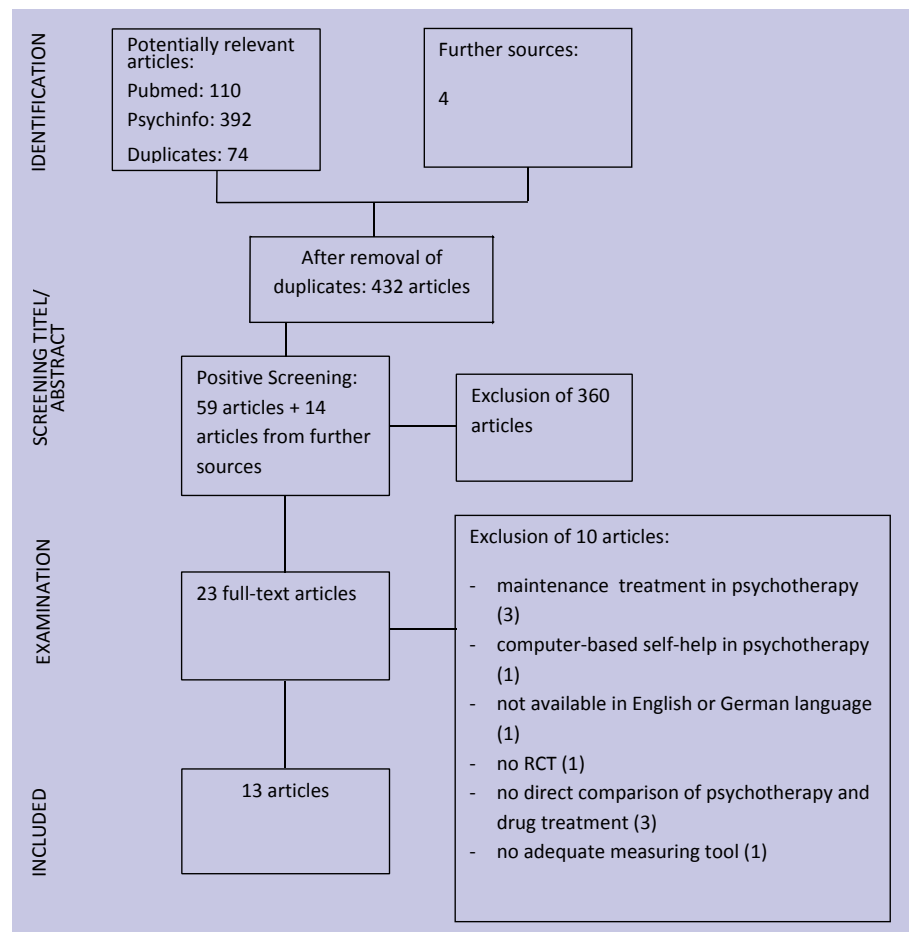 IDENTIFICATION
Potentially relevant
articles:
Pubmed: 110
Psychinfo: 392
Duplicates: 74
Further sources:
4
SCREENING TITEL/
ABSTRACT
After removal of
duplicates: 432 articles
Positive Screening:
59 articles + 14
articles from further
sources
Exclusion of 360
articles
EXAMINATION
23 full-text articles
Exclusion of 10 articles:
- maintenance treatment in psychotherapy
(3)
- computer-based self-help in psychotherapy
(1)
- not available in English or German language
(1)
- no RCT (1)
- no direct comparison of psychotherapy and
drug treatment (3)
- no adequate measuring tool (1)
INCLUDED
13 articles